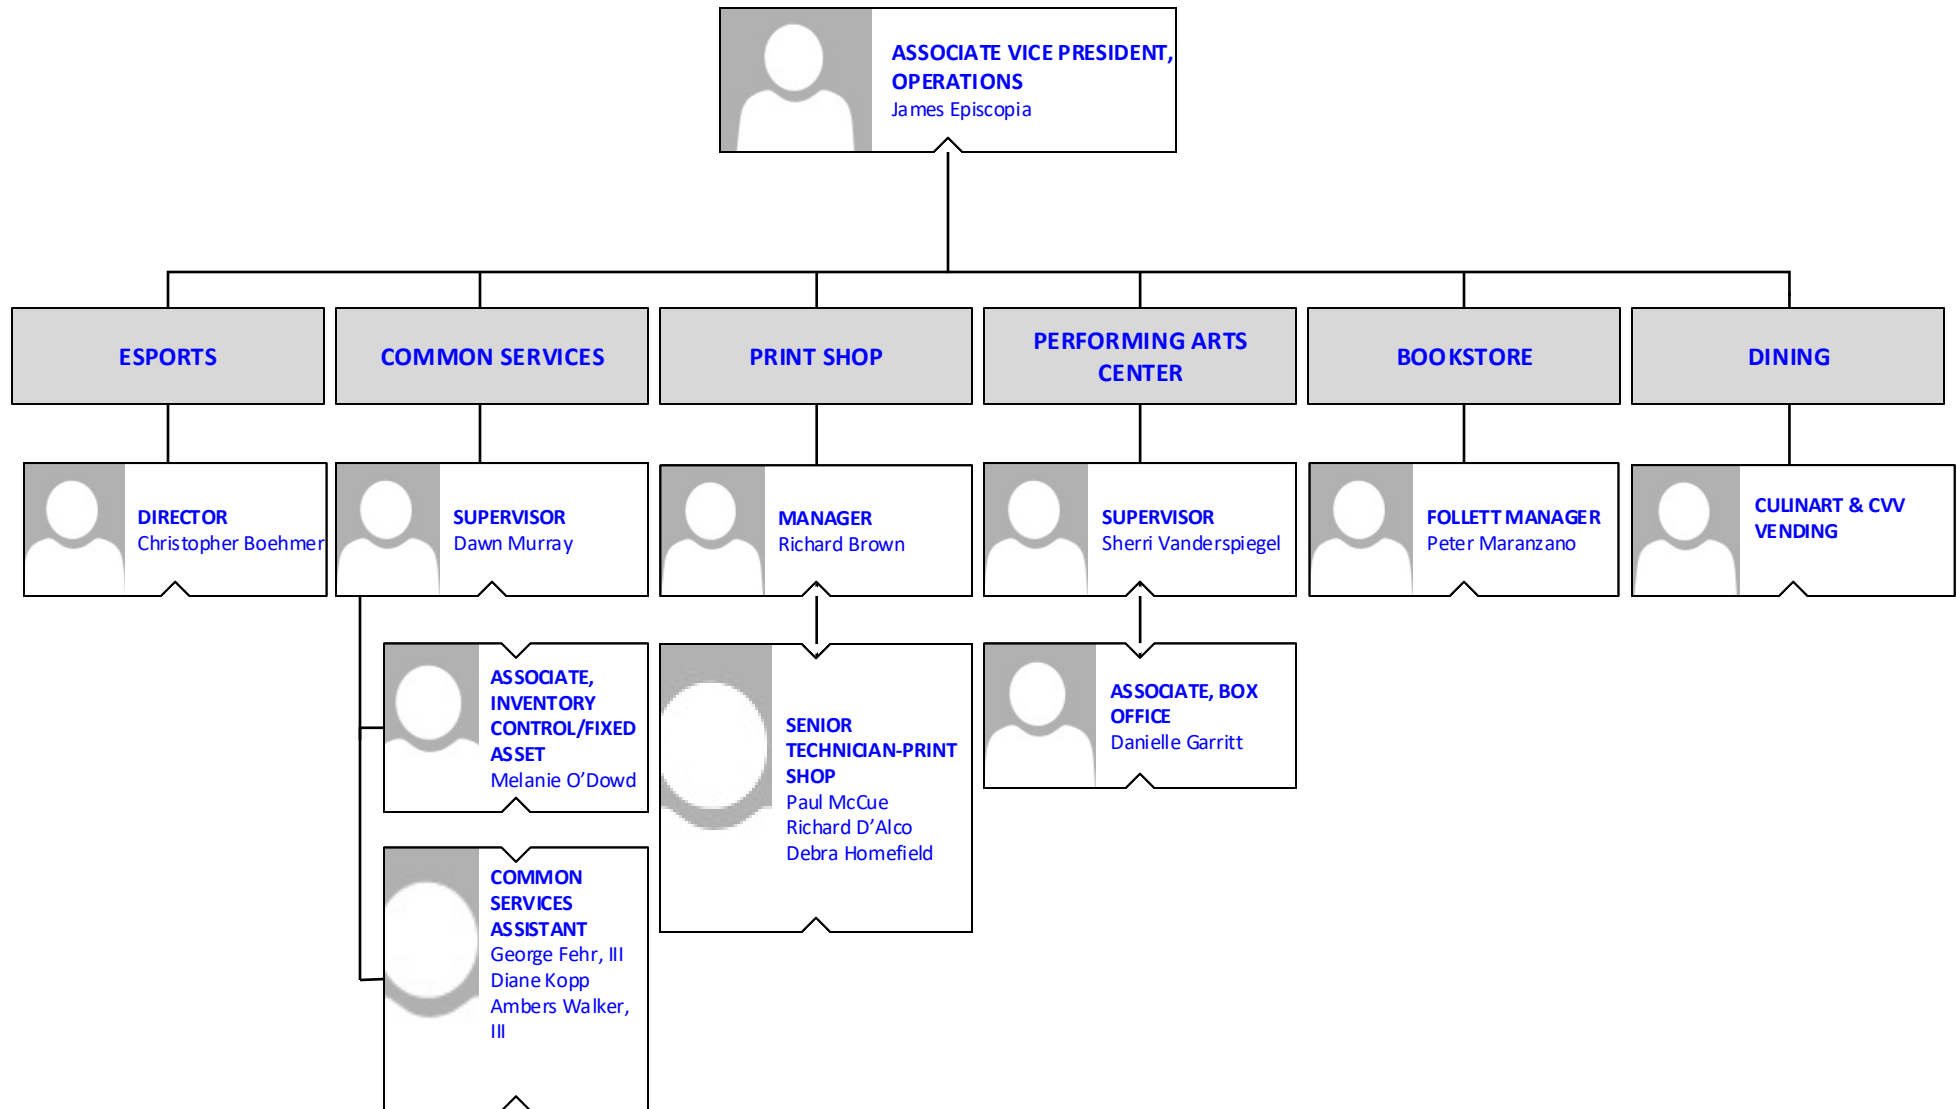 ASSOCIATE VICE PRESIDENT,
OPERATIONS
James Episcopia
ESPORTS
COMMON SERVICES
PRINT SHOP
PERFORMING ARTS
CENTER
BOOKSTORE
DINING
DIRECTOR
Christopher Boehmer
SUPERVISOR
Dawn Murray
MANAGER
Richard Brown
SUPERVISOR
Sherri Vanderspiegel
FOLLETT MANAGER
Peter Maranzano
CULINART & CVV
VENDING
ASSOCIATE,
INVENTORY
CONTROL/FIXED
ASSET
Melanie O’Dowd
SENIOR
TECHNICIAN-PRINT
SHOP
Paul McCue
Richard D’Alco
Debra Homefield
ASSOCIATE, BOX
OFFICE
Danielle Garritt
COMMON
SERVICES
ASSISTANT
George Fehr, III
Diane Kopp
Ambers Walker,
III